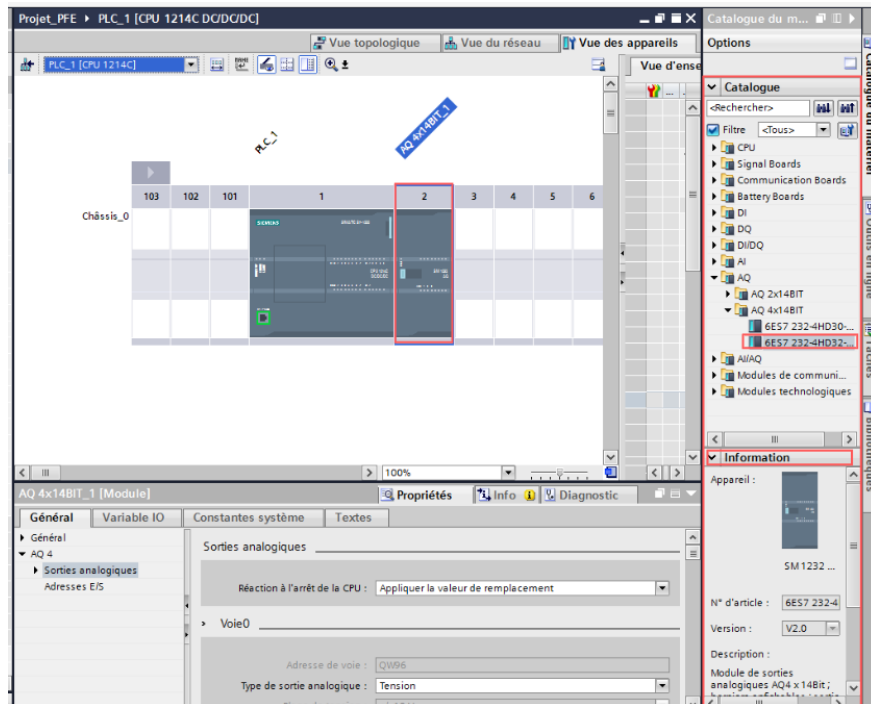 Projet_PFE ▸ PLC_1 [CPU 1214C DC/DC/DC]
Vue topologique
Vue du réseau
Vue des appareils
PLC_1 [CPU 1214C]
Vue d'ense
PLC_1
AQ 4x14BIT_1
103 102 101 1 2 3 4 5 6
Châssis_0
SIEMENS
100%
AQ 4x14BIT_1 [Module]
Propriétés
Info
Diagnostic
Général
Variable IO
Constantes système
Textes
Général
AQ 4
Sorties analogiques
Adresses E/S
Sorties analogiques
Réaction à l'arrêt de la CPU : Appliquer la valeur de remplacement
Voie0
Adresse de voie : QW96
Type de sortie analogique : Tension
Catalogue du m...
Options
Catalogue
<Rechercher>
Filtre <Tous>
CPU
Signal Boards
Communication Boards
Battery Boards
DI
DQ
DI/DQ
AI
AQ
AQ 2x14BIT
AQ 4x14BIT
6ES7 232-4HD30-...
6ES7 232-4HD32-...
AI/AQ
Modules de communi...
Modules technologiques
Information
Appareil :
SM 1232 ...
N° d'article : 6ES7 232-4
Version : V2.0
Description :
Module de sorties
analogiques AQ4 x 14Bit ;
Catalogue du matériel
Outils en ligne